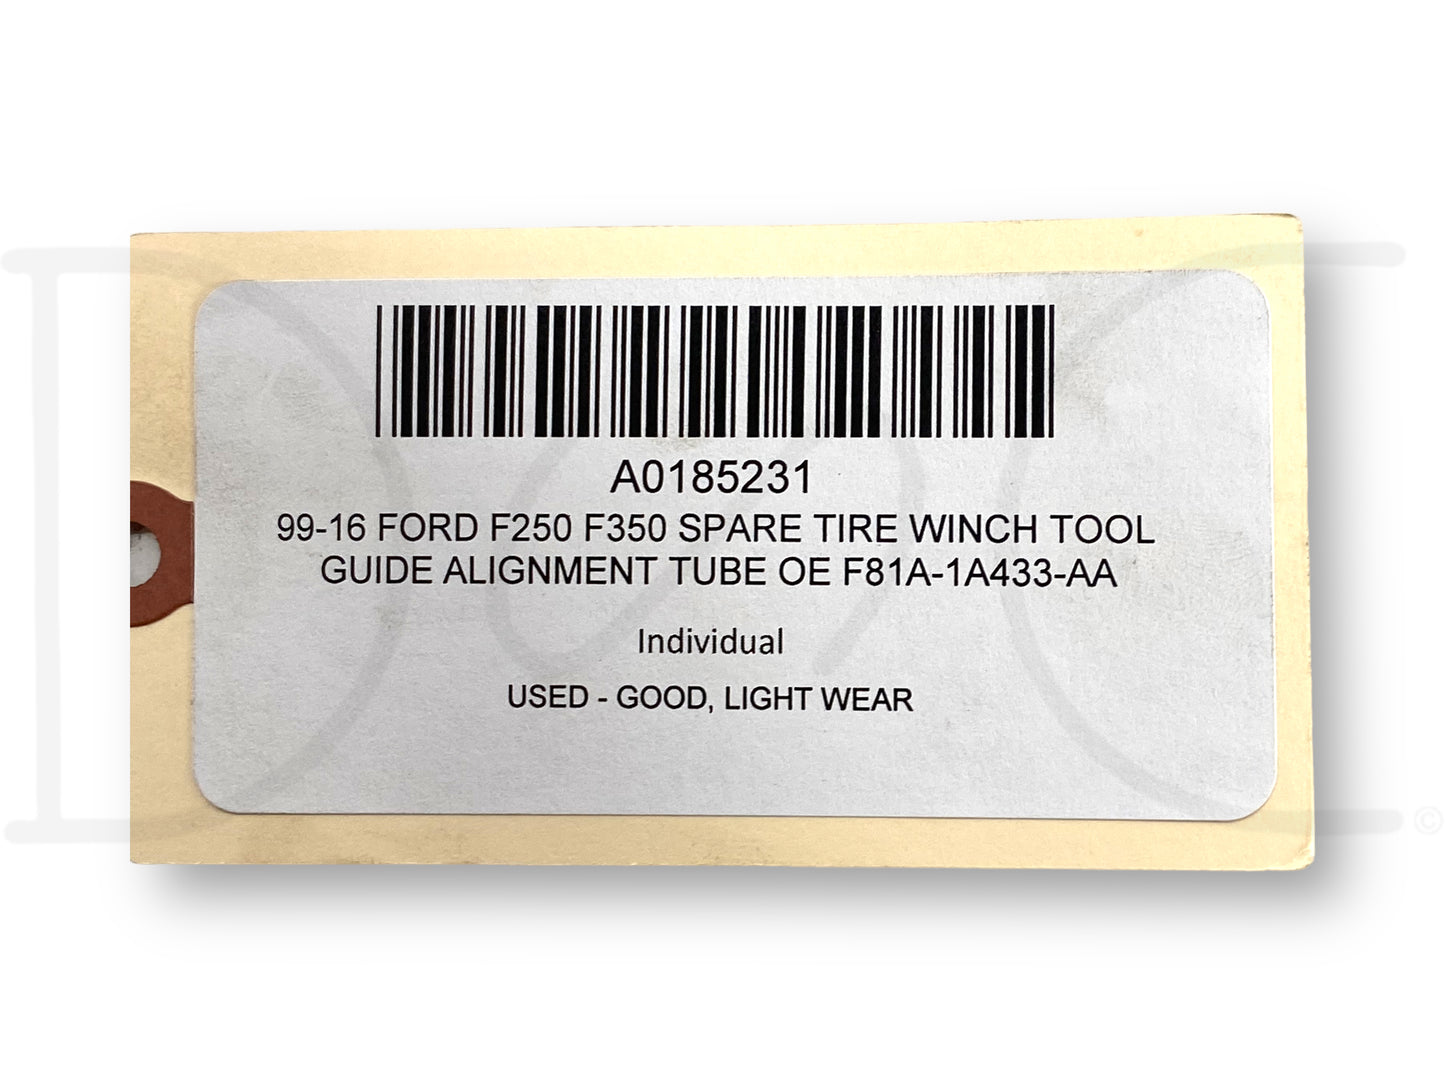 A0185231
99-16 FORD F250 F350 SPARE TIRE WINCH TOOL
GUIDE ALIGNMENT TUBE OE F81A-1A433-AA
Individual
USED - GOOD, LIGHT WEAR
©